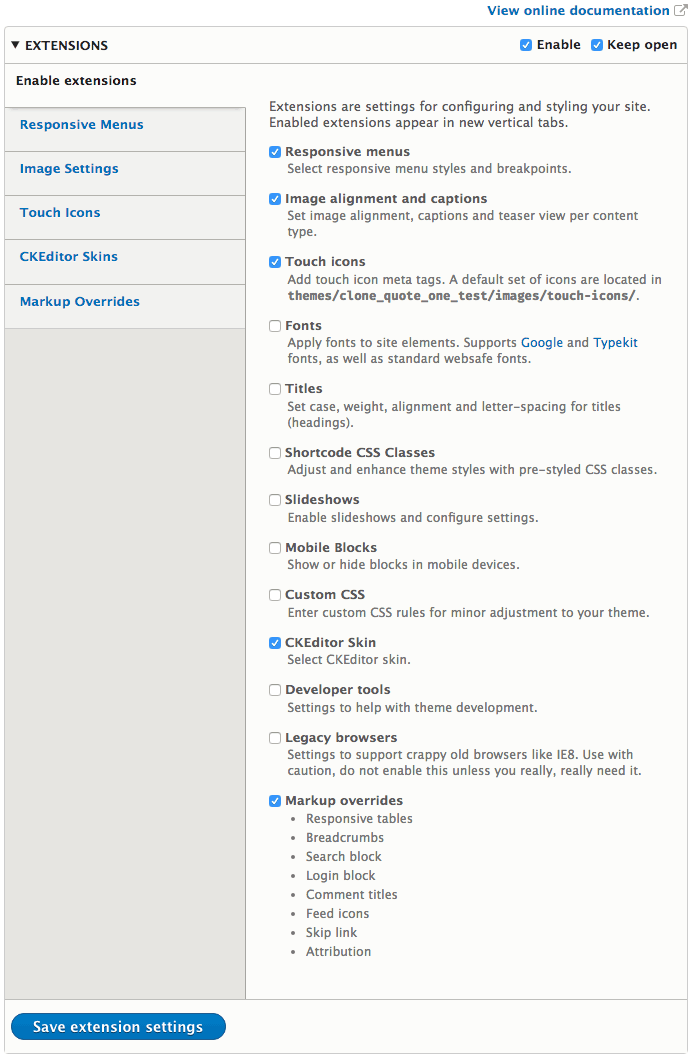 View online documentation
▼ EXTENSIONS
Enable
Keep open
Enable extensions
Responsive Menus
Image Settings
Touch Icons
CKEditor Skins
Markup Overrides
Extensions are settings for configuring and styling your site.
Enabled extensions appear in new vertical tabs.
Responsive menus
Select responsive menu styles and breakpoints.
Image alignment and captions
Set image alignment, captions and teaser view per content
type.
Touch icons
Add touch icon meta tags. A default set of icons are located in
themes/clone_quote_one_test/images/touch-icons/.
Fonts
Apply fonts to site elements. Supports Google and Typekit
fonts, as well as standard websafe fonts.
Titles
Set case, weight, alignment and letter-spacing for titles
(headings).
Shortcode CSS Classes
Adjust and enhance theme styles with pre-styled CSS classes.
Slideshows
Enable slideshows and configure settings.
Mobile Blocks
Show or hide blocks in mobile devices.
Custom CSS
Enter custom CSS rules for minor adjustment to your theme.
CKEditor Skin
Select CKEditor skin.
Developer tools
Settings to help with theme development.
Legacy browsers
Settings to support crappy old browsers like IE8. Use with
caution, do not enable this unless you really, really need it.
Markup overrides
• Responsive tables
• Breadcrumbs
• Search block
• Login block
• Comment titles
• Feed icons
• Skip link
• Attribution
Save extension settings